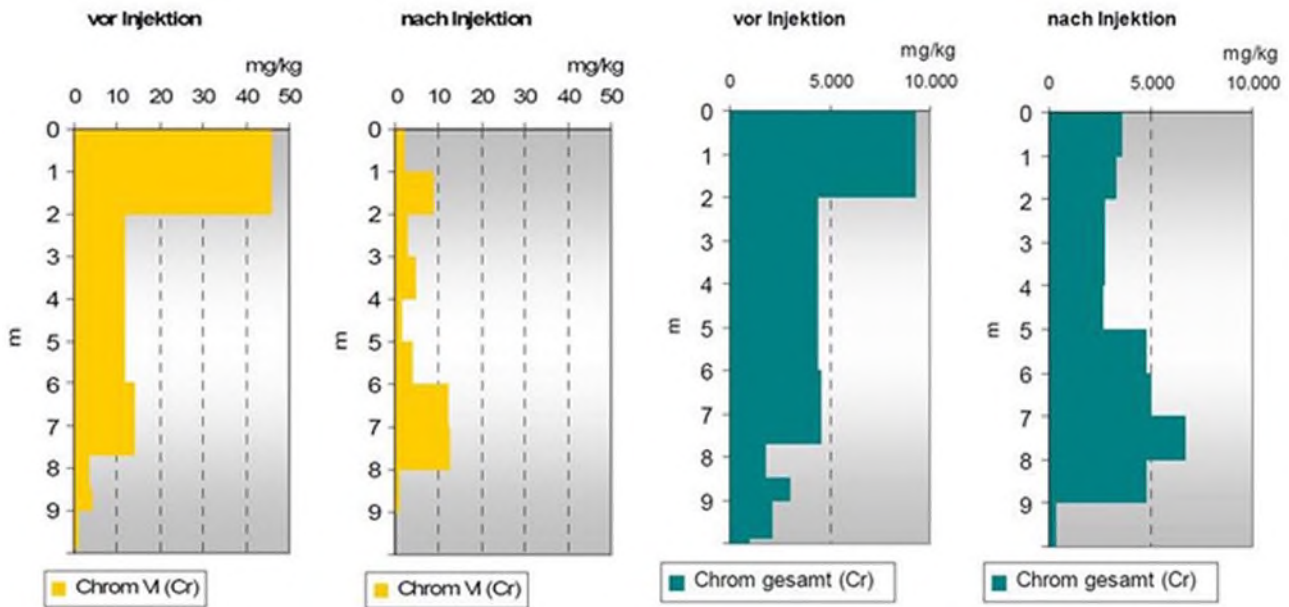 vor Injektion
mg/kg
0 10 20 30 40 50
0
1
2
3
4
5
6
7
8
9
m
Chrom VI (Cr)
nach Injektion
mg/kg
0 10 20 30 40 50
0
1
2
3
4
5
6
7
8
9
m
Chrom VI (Cr)
vor Injektion
mg/kg
0 5.000 10.000
0
1
2
3
4
5
6
7
8
9
m
Chrom gesamt (Cr)
nach Injektion
mg/kg
0 5.000 10.000
0
1
2
3
4
5
6
7
8
9
m
Chrom gesamt (Cr)